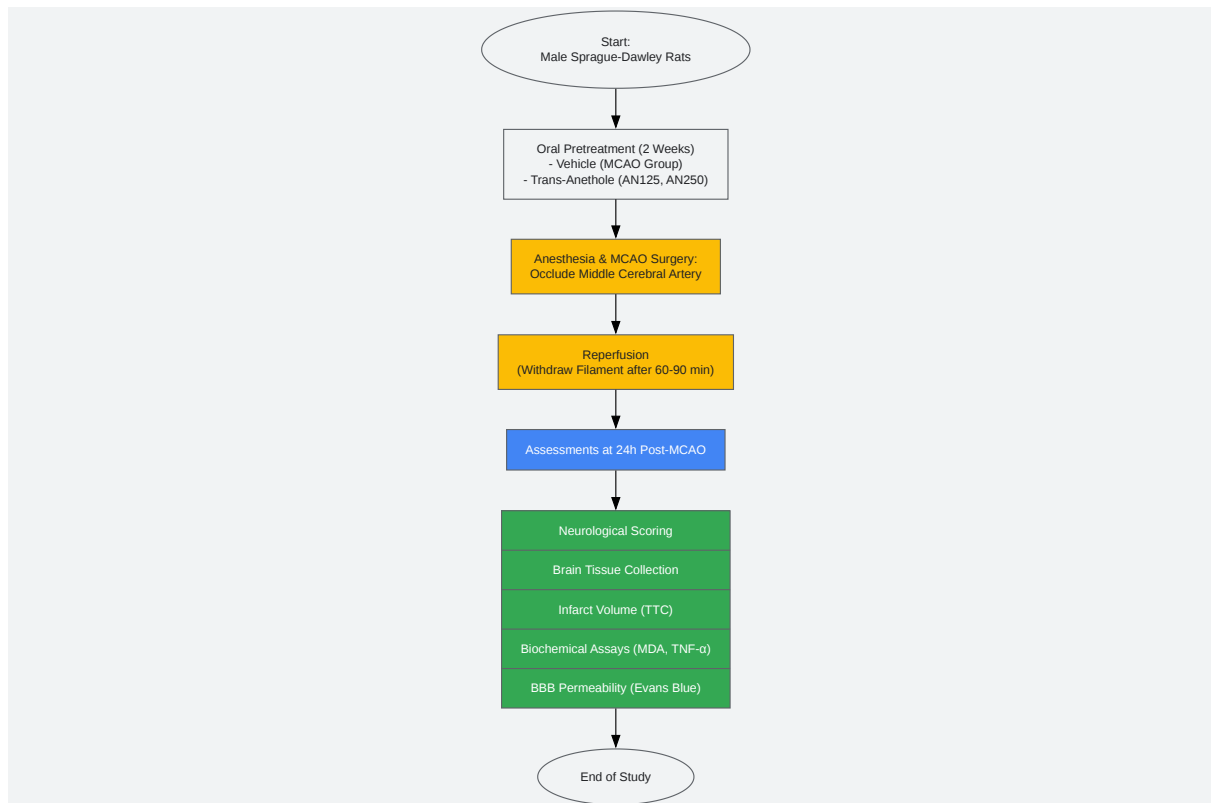 Start:
Male Sprague-Dawley Rats
Oral Pretreatment (2 Weeks)
- Vehicle (MCAO Group)
- Trans-Anethole (AN125, AN250)
Anesthesia & MCAO Surgery:
Occlude Middle Cerebral Artery
Reperfusion
(Withdraw Filament after 60-90 min)
Assessments at 24h Post-MCAO
Neurological Scoring
Brain Tissue Collection
Infarct Volume (TTC)
Biochemical Assays (MDA, TNF-α)
BBB Permeability (Evans Blue)
End of Study